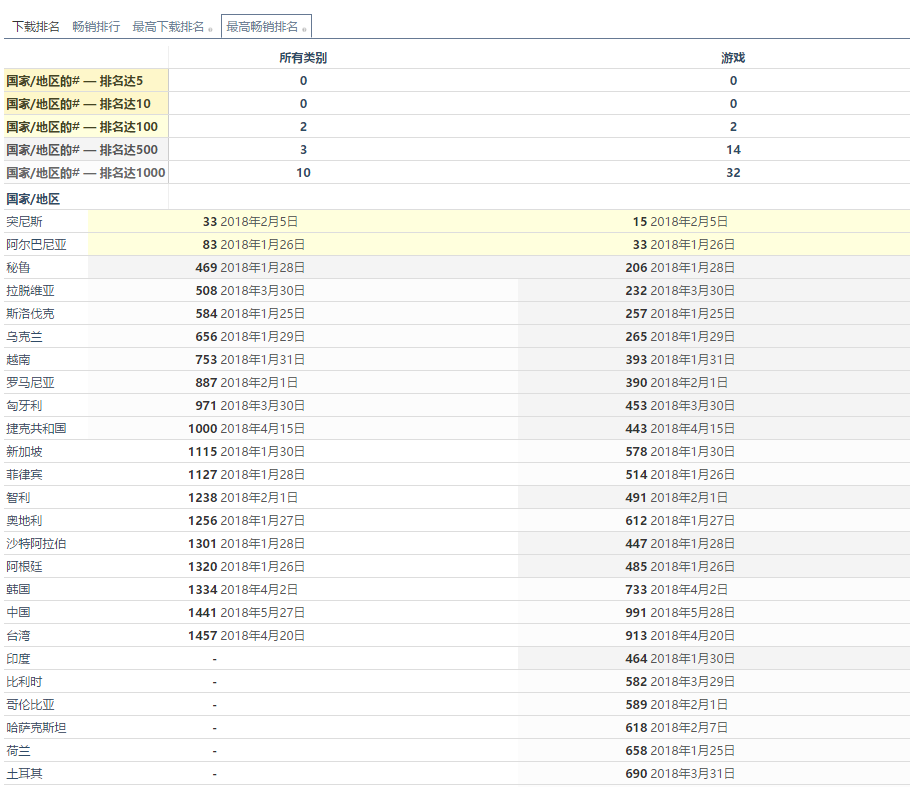 下载排名 畅销排行 最高下载排名 最高畅销排名
所有类别 游戏
国家/地区的# — 排名达5 0 0
国家/地区的# — 排名达10 0 0
国家/地区的# — 排名达100 2 2
国家/地区的# — 排名达500 3 14
国家/地区的# — 排名达1000 10 32
国家/地区
突尼斯 33 2018年2月5日 15 2018年2月5日
阿尔巴尼亚 83 2018年1月26日 33 2018年1月26日
秘鲁 469 2018年1月28日 206 2018年1月28日
拉脱维亚 508 2018年3月30日 232 2018年3月30日
斯洛伐克 584 2018年1月25日 257 2018年1月25日
乌克兰 656 2018年1月29日 265 2018年1月29日
越南 753 2018年1月31日 393 2018年1月31日
罗马尼亚 887 2018年2月1日 390 2018年2月1日
匈牙利 971 2018年3月30日 453 2018年3月30日
捷克共和国 1000 2018年4月15日 443 2018年4月15日
新加坡 1115 2018年1月30日 578 2018年1月30日
菲律宾 1127 2018年1月28日 514 2018年1月26日
智利 1238 2018年2月1日 491 2018年2月1日
奥地利 1256 2018年1月27日 612 2018年1月27日
沙特阿拉伯 1301 2018年1月28日 447 2018年1月28日
阿根廷 1320 2018年1月26日 485 2018年1月26日
韩国 1334 2018年4月2日 733 2018年4月2日
中国 1441 2018年5月27日 991 2018年5月28日
台湾 1457 2018年4月20日 913 2018年4月20日
印度 - 464 2018年1月30日
比利时 - 582 2018年3月29日
哥伦比亚 - 589 2018年2月1日
哈萨克斯坦 - 618 2018年2月7日
荷兰 - 658 2018年1月25日
土耳其 - 690 2018年3月31日